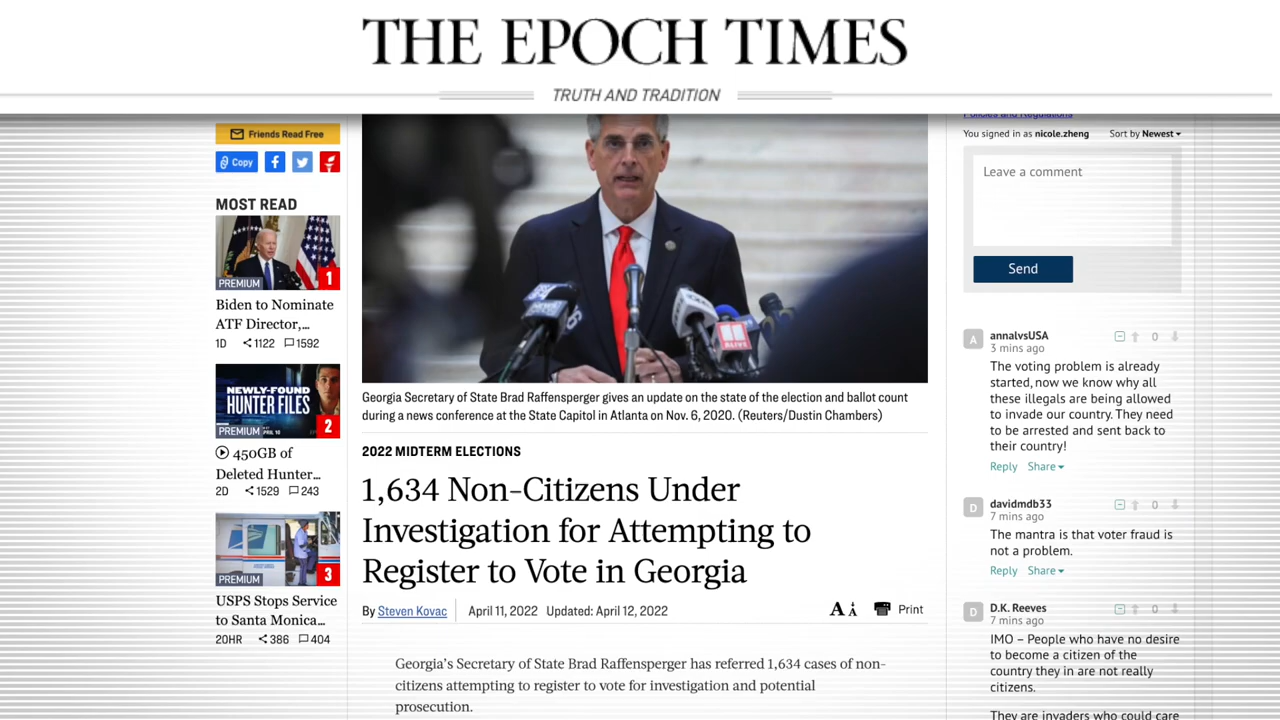 THE EPOCH TIMES
TRUTH AND TRADITION
Friends Read Free
Copy
MOST READ
PREMIUM
1
Biden to Nominate
ATF Director,...
1D 1122 1592
NEWLY-FOUND
HUNTER FILES
PREMIUM
2
450GB of
Deleted Hunter...
2D 1529 243
PREMIUM
3
USPS Stops Service
to Santa Monica...
20HR 386 404
11
ALIVE
Georgia Secretary of State Brad Raffensperger gives an update on the state of the election and ballot count
during a news conference at the State Capitol in Atlanta on Nov. 6, 2020. (Reuters/Dustin Chambers)
2022 MIDTERM ELECTIONS
1,634 Non-Citizens Under
Investigation for Attempting to
Register to Vote in Georgia
By Steven Kovac April 11, 2022 Updated: April 12, 2022 A A Print
Georgia's Secretary of State Brad Raffensperger has referred 1,634 cases of non-
citizens attempting to register to vote for investigation and potential
prosecution.
You signed in as nicole.zheng Sort by Newest
Leave a comment
Send
A annalvsUSA 0
3 mins ago
The voting problem is already
started, now we know why all
these illegals are being allowed
to invade our country. They need
to be arrested and sent back to
their country!
Reply Share
D davidmdb33 0
7 mins ago
The mantra is that voter fraud is
not a problem.
Reply Share
D D.K. Reeves 0
7 mins ago
IMO – People who have no desire
to become a citizen of the
country they in are not really
citizens.
They are invaders who could care